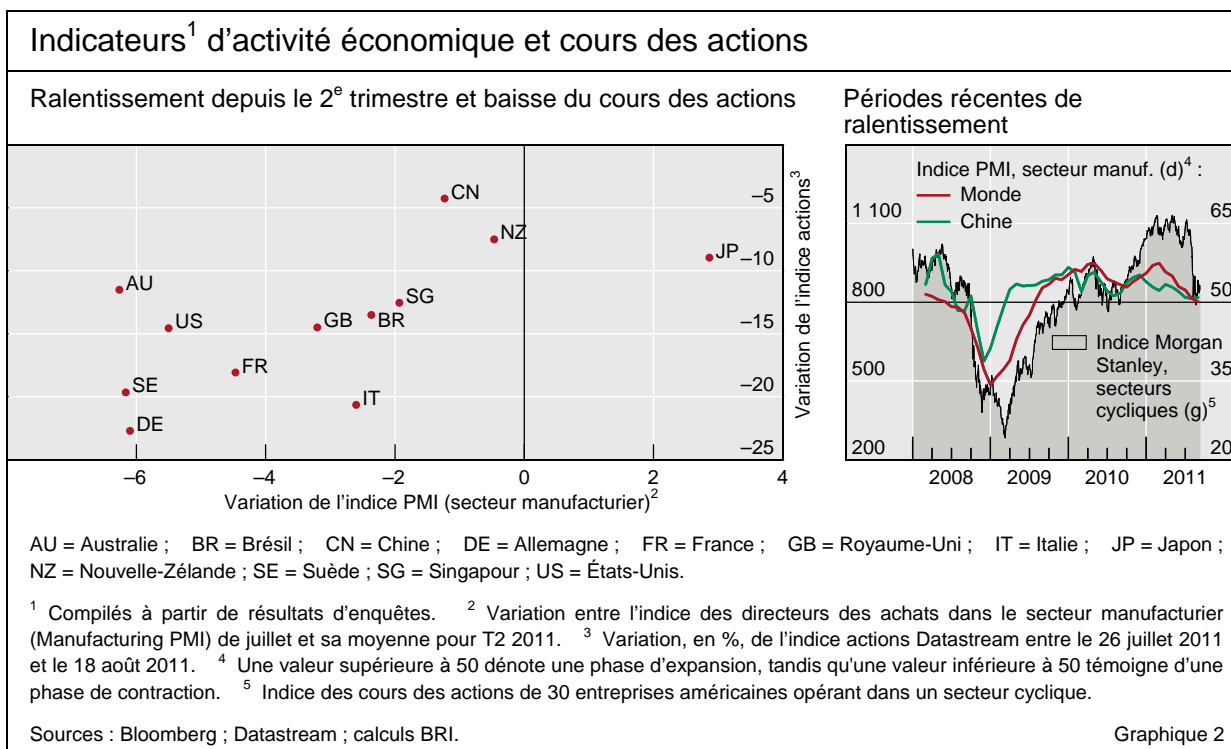 Indicateurs¹ d’activité économique et cours des actions
Ralentissement depuis le 2ᵉ trimestre et baisse du cours des actions
–5
–10
–15
–20
–25
Variation de l’indice actions³
CN
NZ
JP
AU
SG
US
GB
BR
FR
SE
IT
DE
–6
–4
–2
0
2
4
Variation de l’indice PMI (secteur manufacturier)²
Périodes récentes de
ralentissement
Indice PMI, secteur manuf. (d)⁴ :
Monde
Chine
1 100
800
500
200
65
50
35
20
Indice Morgan
Stanley,
secteurs
cycliques (g)⁵
2008
2009
2010
2011
AU = Australie ; BR = Brésil ; CN = Chine ; DE = Allemagne ; FR = France ; GB = Royaume-Uni ; IT = Italie ; JP = Japon ;
NZ = Nouvelle-Zélande ; SE = Suède ; SG = Singapour ; US = États-Unis.
¹ Compilés à partir de résultats d’enquêtes. ² Variation entre l’indice des directeurs des achats dans le secteur manufacturier
(Manufacturing PMI) de juillet et sa moyenne pour T2 2011. ³ Variation, en %, de l’indice actions Datastream entre le 26 juillet 2011
et le 18 août 2011. ⁴ Une valeur supérieure à 50 dénote une phase d’expansion, tandis qu'une valeur inférieure à 50 témoigne d’une
phase de contraction. ⁵ Indice des cours des actions de 30 entreprises américaines opérant dans un secteur cyclique.
Sources : Bloomberg ; Datastream ; calculs BRI.
Graphique 2